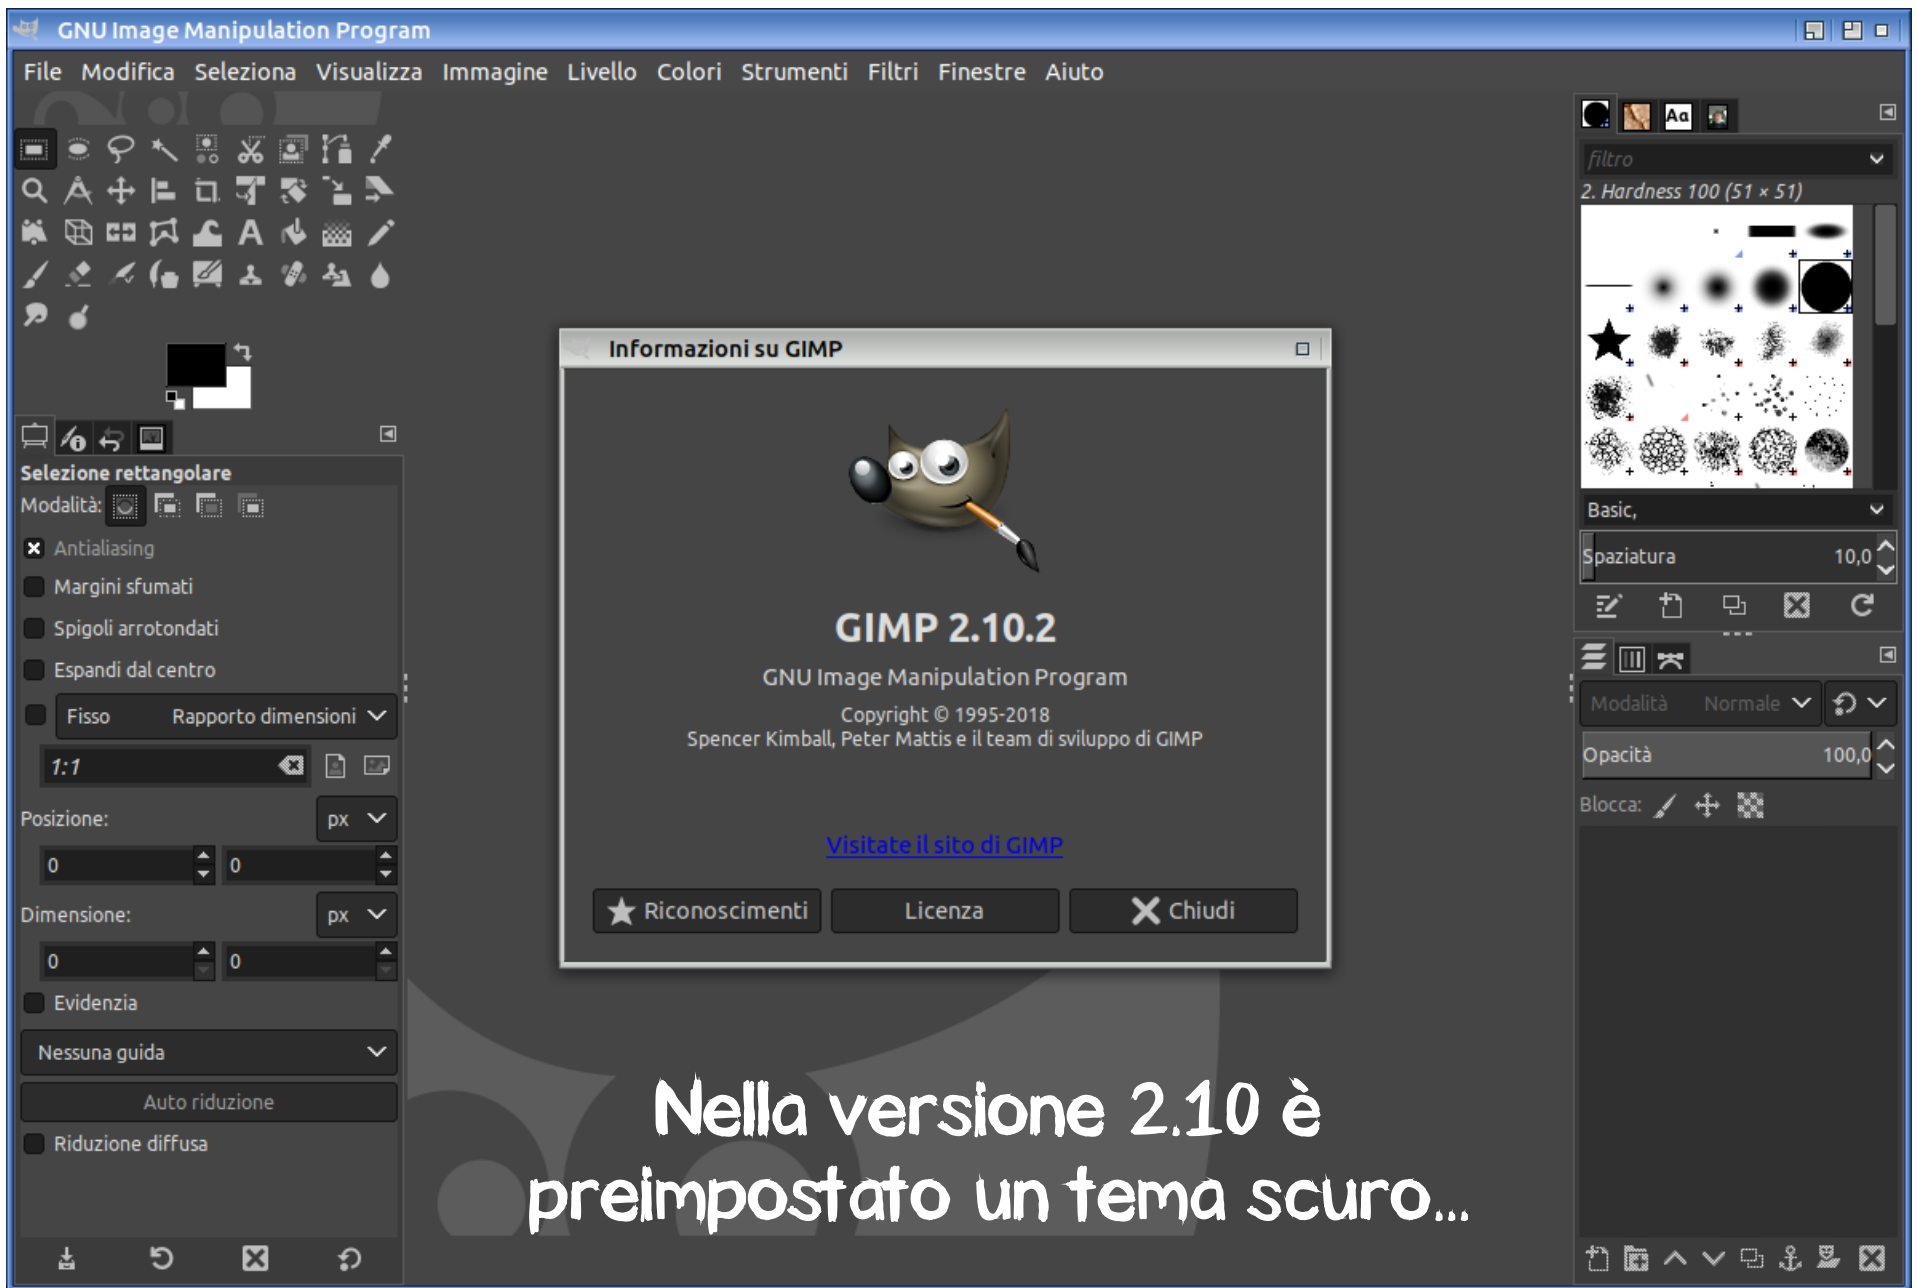 GNU Image Manipulation Program
File Modifica Seleziona Visualizza Immagine Livello Colori Strumenti Filtri Finestre Aiuto
Selezione rettangolare
Modalità:
Antialiasing
Margini sfumati
Spigoli arrotondati
Espandi dal centro
Fisso Rapporto dimensioni
1:1
Posizione: px
0 0
Dimensione: px
0 0
Evidenzia
Nessuna guida
Auto riduzione
Riduzione diffusa
Informazioni su GIMP
GIMP 2.10.2
GNU Image Manipulation Program
Copyright © 1995-2018
Spencer Kimball, Peter Mattis e il team di sviluppo di GIMP
Visitate il sito di GIMP
Riconoscimenti Licenza Chiudi
Nella versione 2.10 è
preimpostato un tema scuro...
Aa
filtro
2. Hardness 100 (51 × 51)
Basic,
Spaziatura 10,0
Modalità Normale
Opacità 100,0
Blocca: